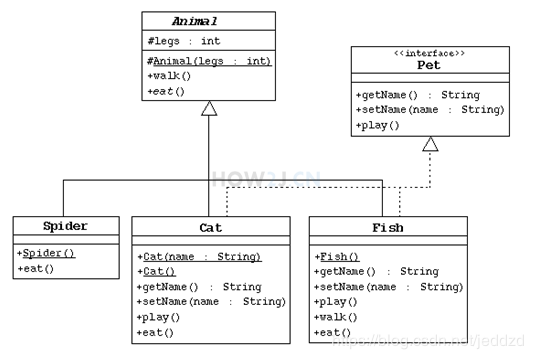 Animal
#legs : int
#Animal(legs : int)
+walk()
+eat()
<<interface>>
Pet
+getName() : String
+setName(name : String)
+play()
HOW2J.CN
Spider
+Spider()
+eat()
Cat
+Cat(name : String)
+Cat()
+getName() : String
+setName(name : String)
+play()
+eat()
Fish
+Fish()
+getName() : String
+setName(name : String)
+play()
+walk()
+eat()
https://blog.csdn.net/jeddzd